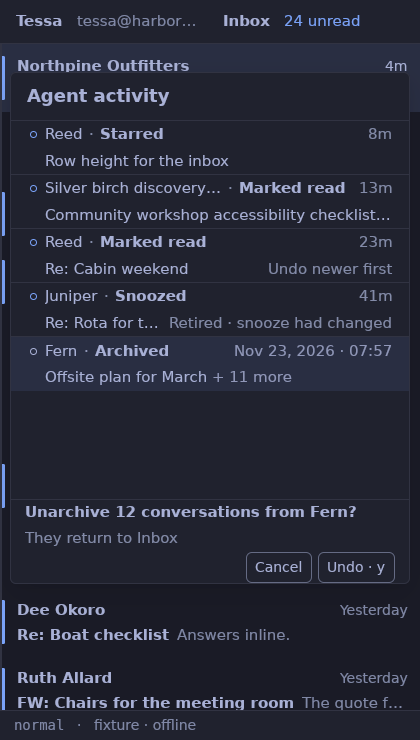 Tessa tessa@harbor… Inbox 24 unread
Northpine Outfitters 4m
Agent activity
Reed · Starred 8m
Row height for the inbox
Silver birch discovery… · Marked read 13m
Community workshop accessibility checklist…
Reed · Marked read 23m
Re: Cabin weekend Undo newer first
Juniper · Snoozed 41m
Re: Rota for t… Retired · snooze had changed
Fern · Archived Nov 23, 2026 · 07:57
Offsite plan for March + 11 more
Unarchive 12 conversations from Fern?
They return to Inbox
Cancel Undo · y
Dee Okoro Yesterday
Re: Boat checklist Answers inline.
Ruth Allard Yesterday
FW: Chairs for the meeting room The quote f…
normal · fixture · offline